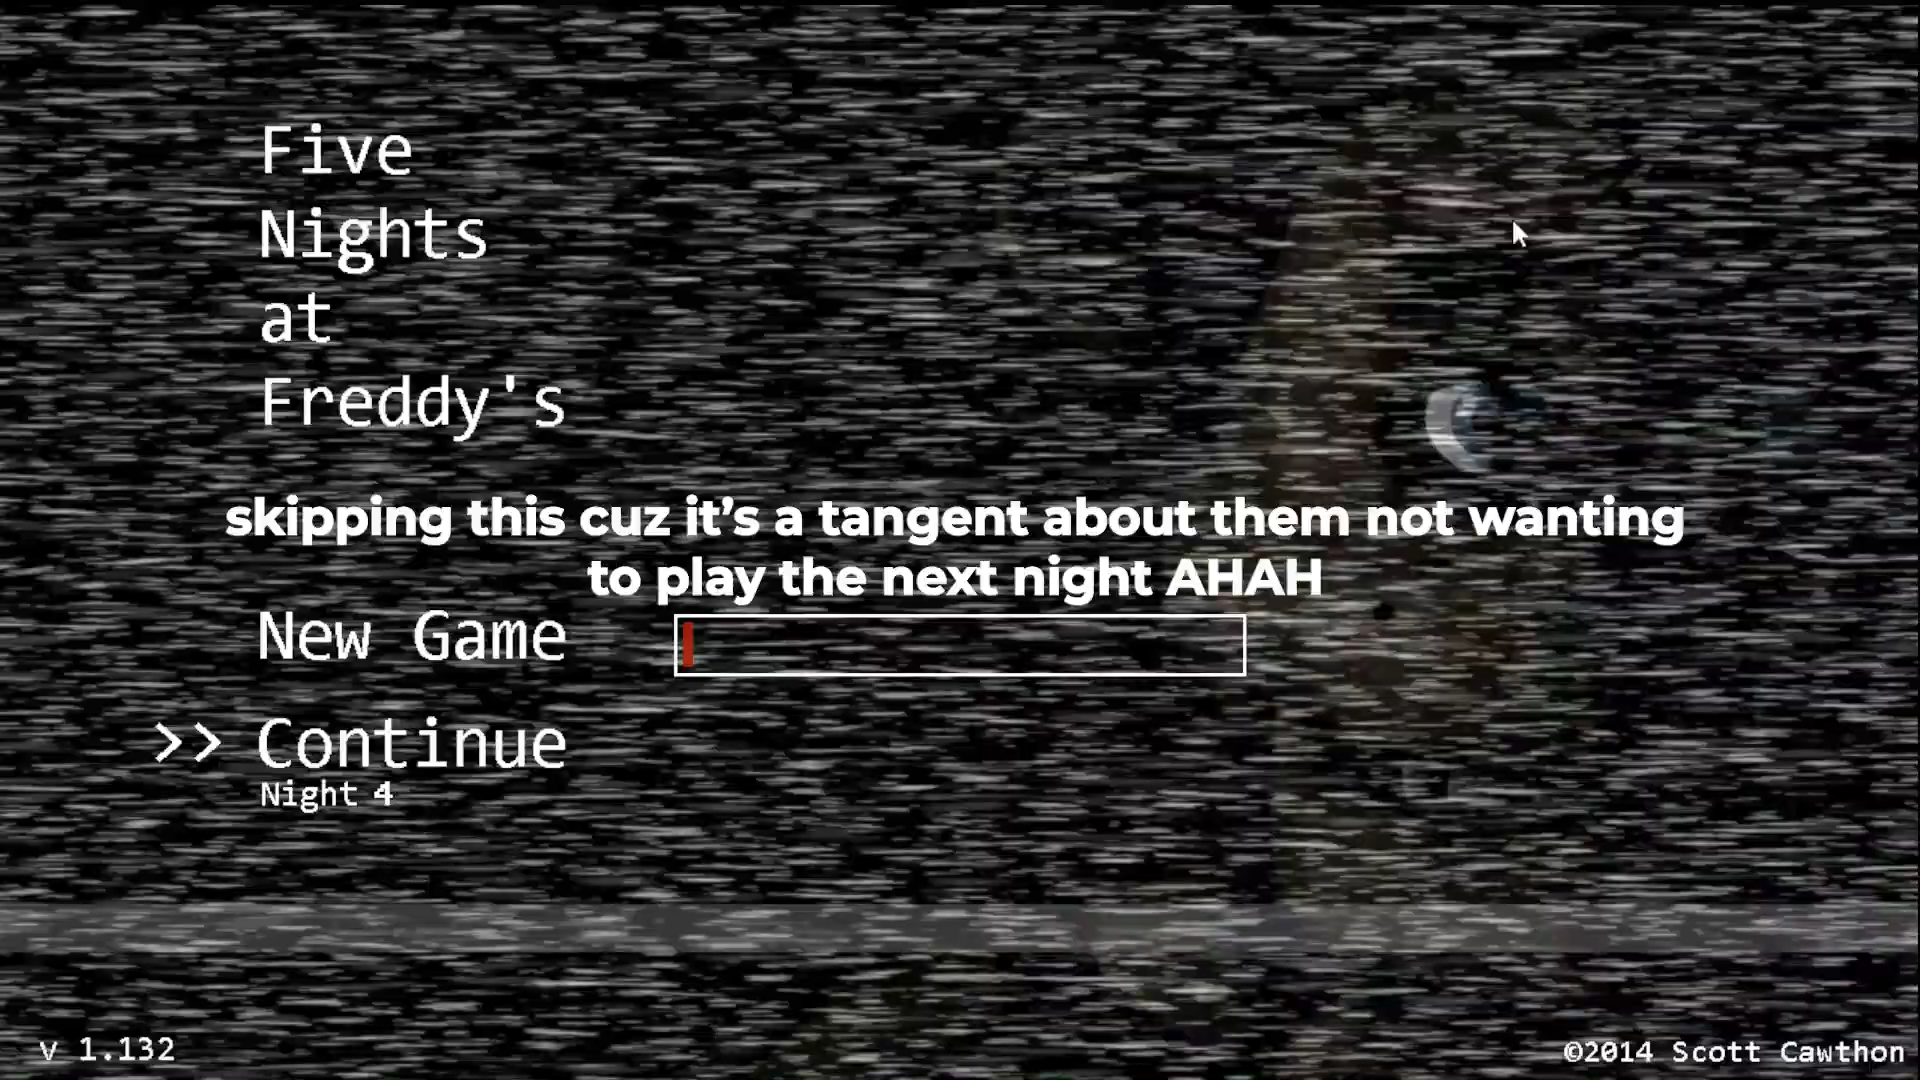 Five
Nights
at
Freddy's
skipping this cuz it’s a tangent about them not wanting
to play the next night AHAH
New Game
>> Continue
Night 4
v 1.132
©2014 Scott Cawthon